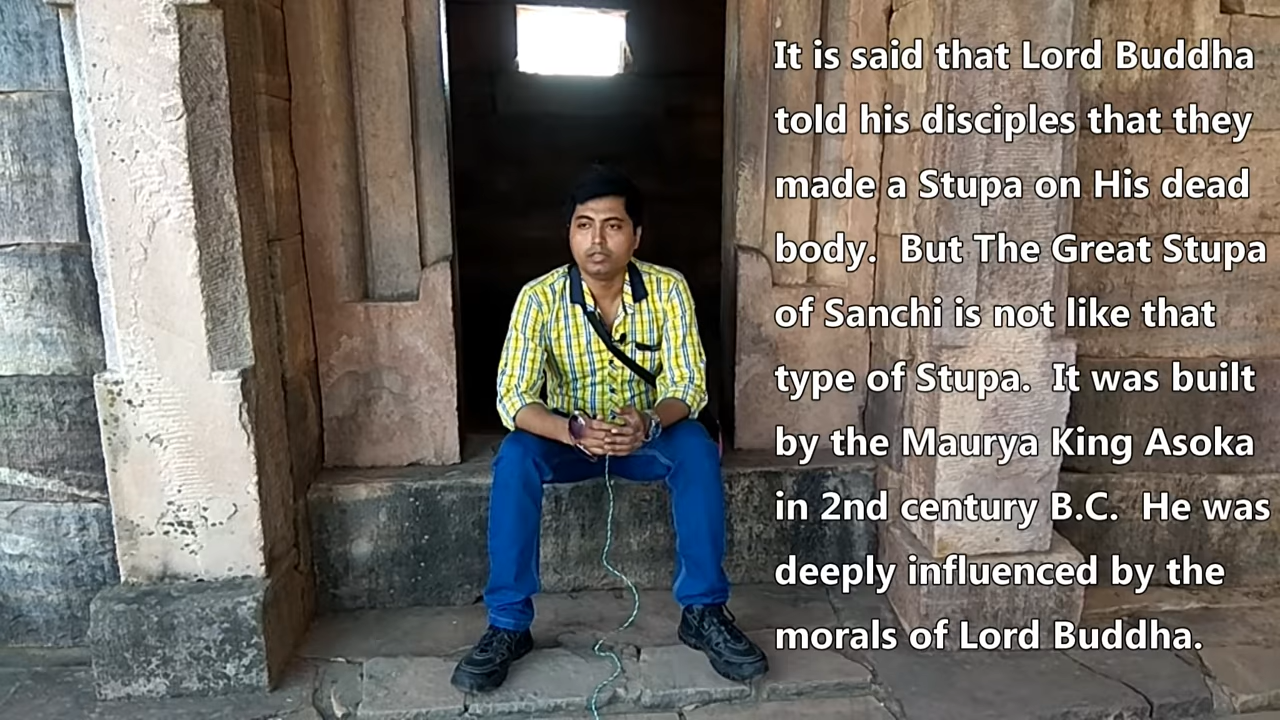 It is said that Lord Buddha
told his disciples that they
made a Stupa on His dead
body.  But The Great Stupa
of Sanchi is not like that
type of Stupa.  It was built
by the Maurya King Asoka
in 2nd century B.C.  He was
deeply influenced by the
morals of Lord Buddha.